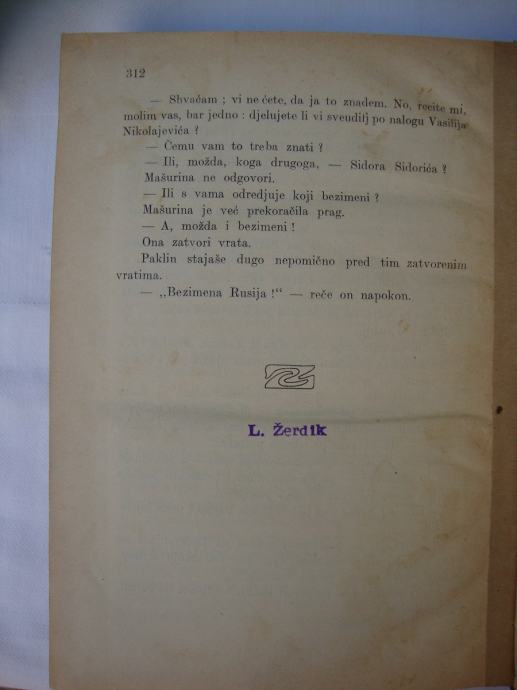 312
— Shvaćam ; vi ne ćete, da ja to znadem. No, recite mi,
molim vas, bar jedno : djelujete li vi sveudilj po nalogu Vasilija
Nikolajevića ?
— Čemu vam to treba znati ?
— Ili, možda, koga drugoga, — Sidora Sidorića ?
Mašurina ne odgovori.
— Ili s vama odredjuje koji bezimeni ?
Mašurina je već prekoračila prag.
— A, možda i bezimeni !
Ona zatvori vrata.
Paklin stajaše dugo nepomično pred tim zatvorenim
vratima.
— „Bezimena Rusija !“ — reče on napokon.
L. Žerdik